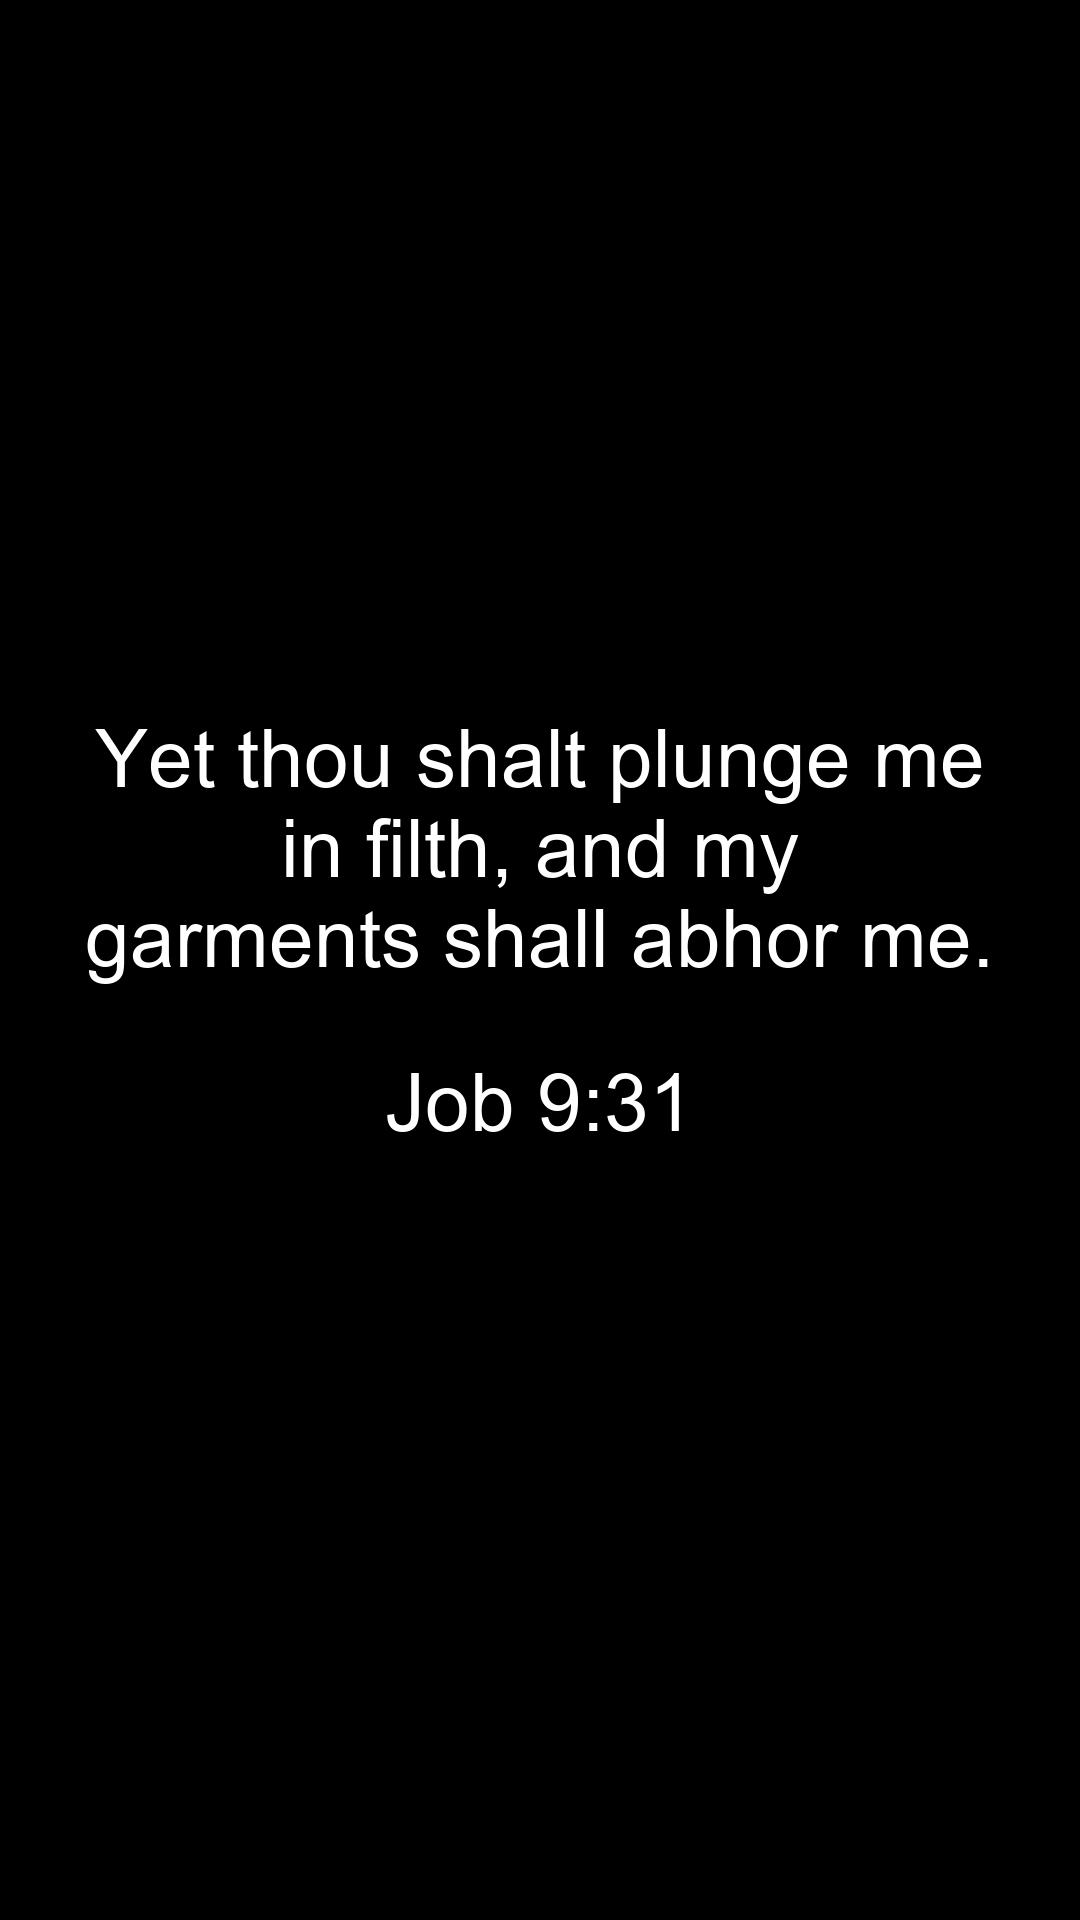 Yet thou shalt plunge me
in filth, and my
garments shall abhor me.
Job 9:31